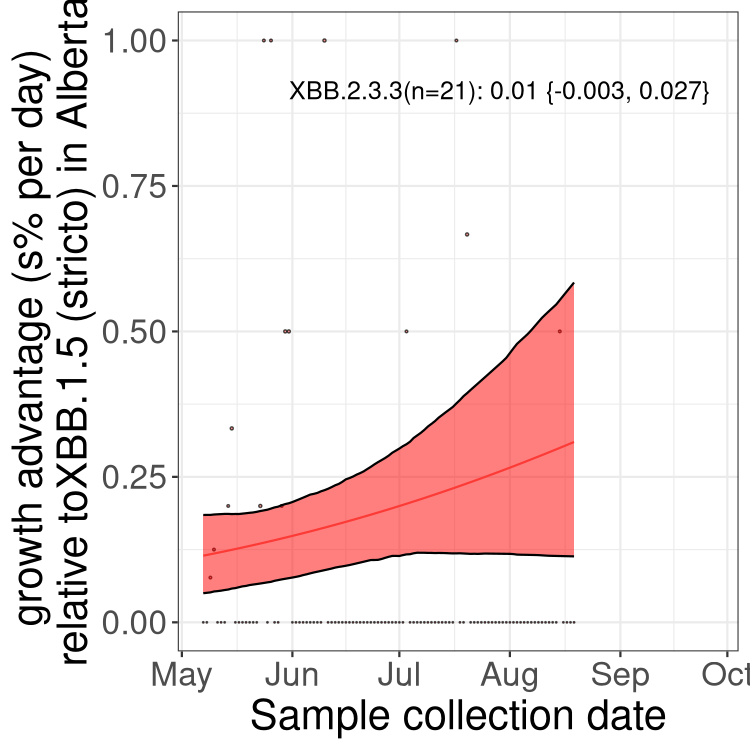 growth advantage (s% per day)
relative toXBB.1.5 (stricto) in Alberta
1.00
XBB.2.3.3(n=21): 0.01 {-0.003, 0.027}
0.75
0.50
0.25
0.00
May Jun Jul Aug Sep Oct
Sample collection date